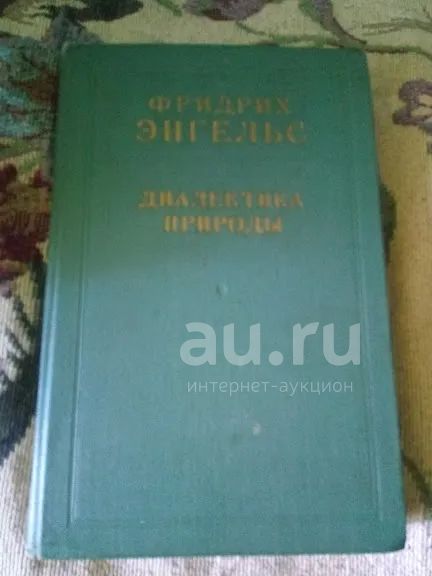 ФРИДРИХ
ЭНГЕЛЬС
ДИАЛЕКТИКА
ПРИРОДЫ
au.ru
интернет-аукцион